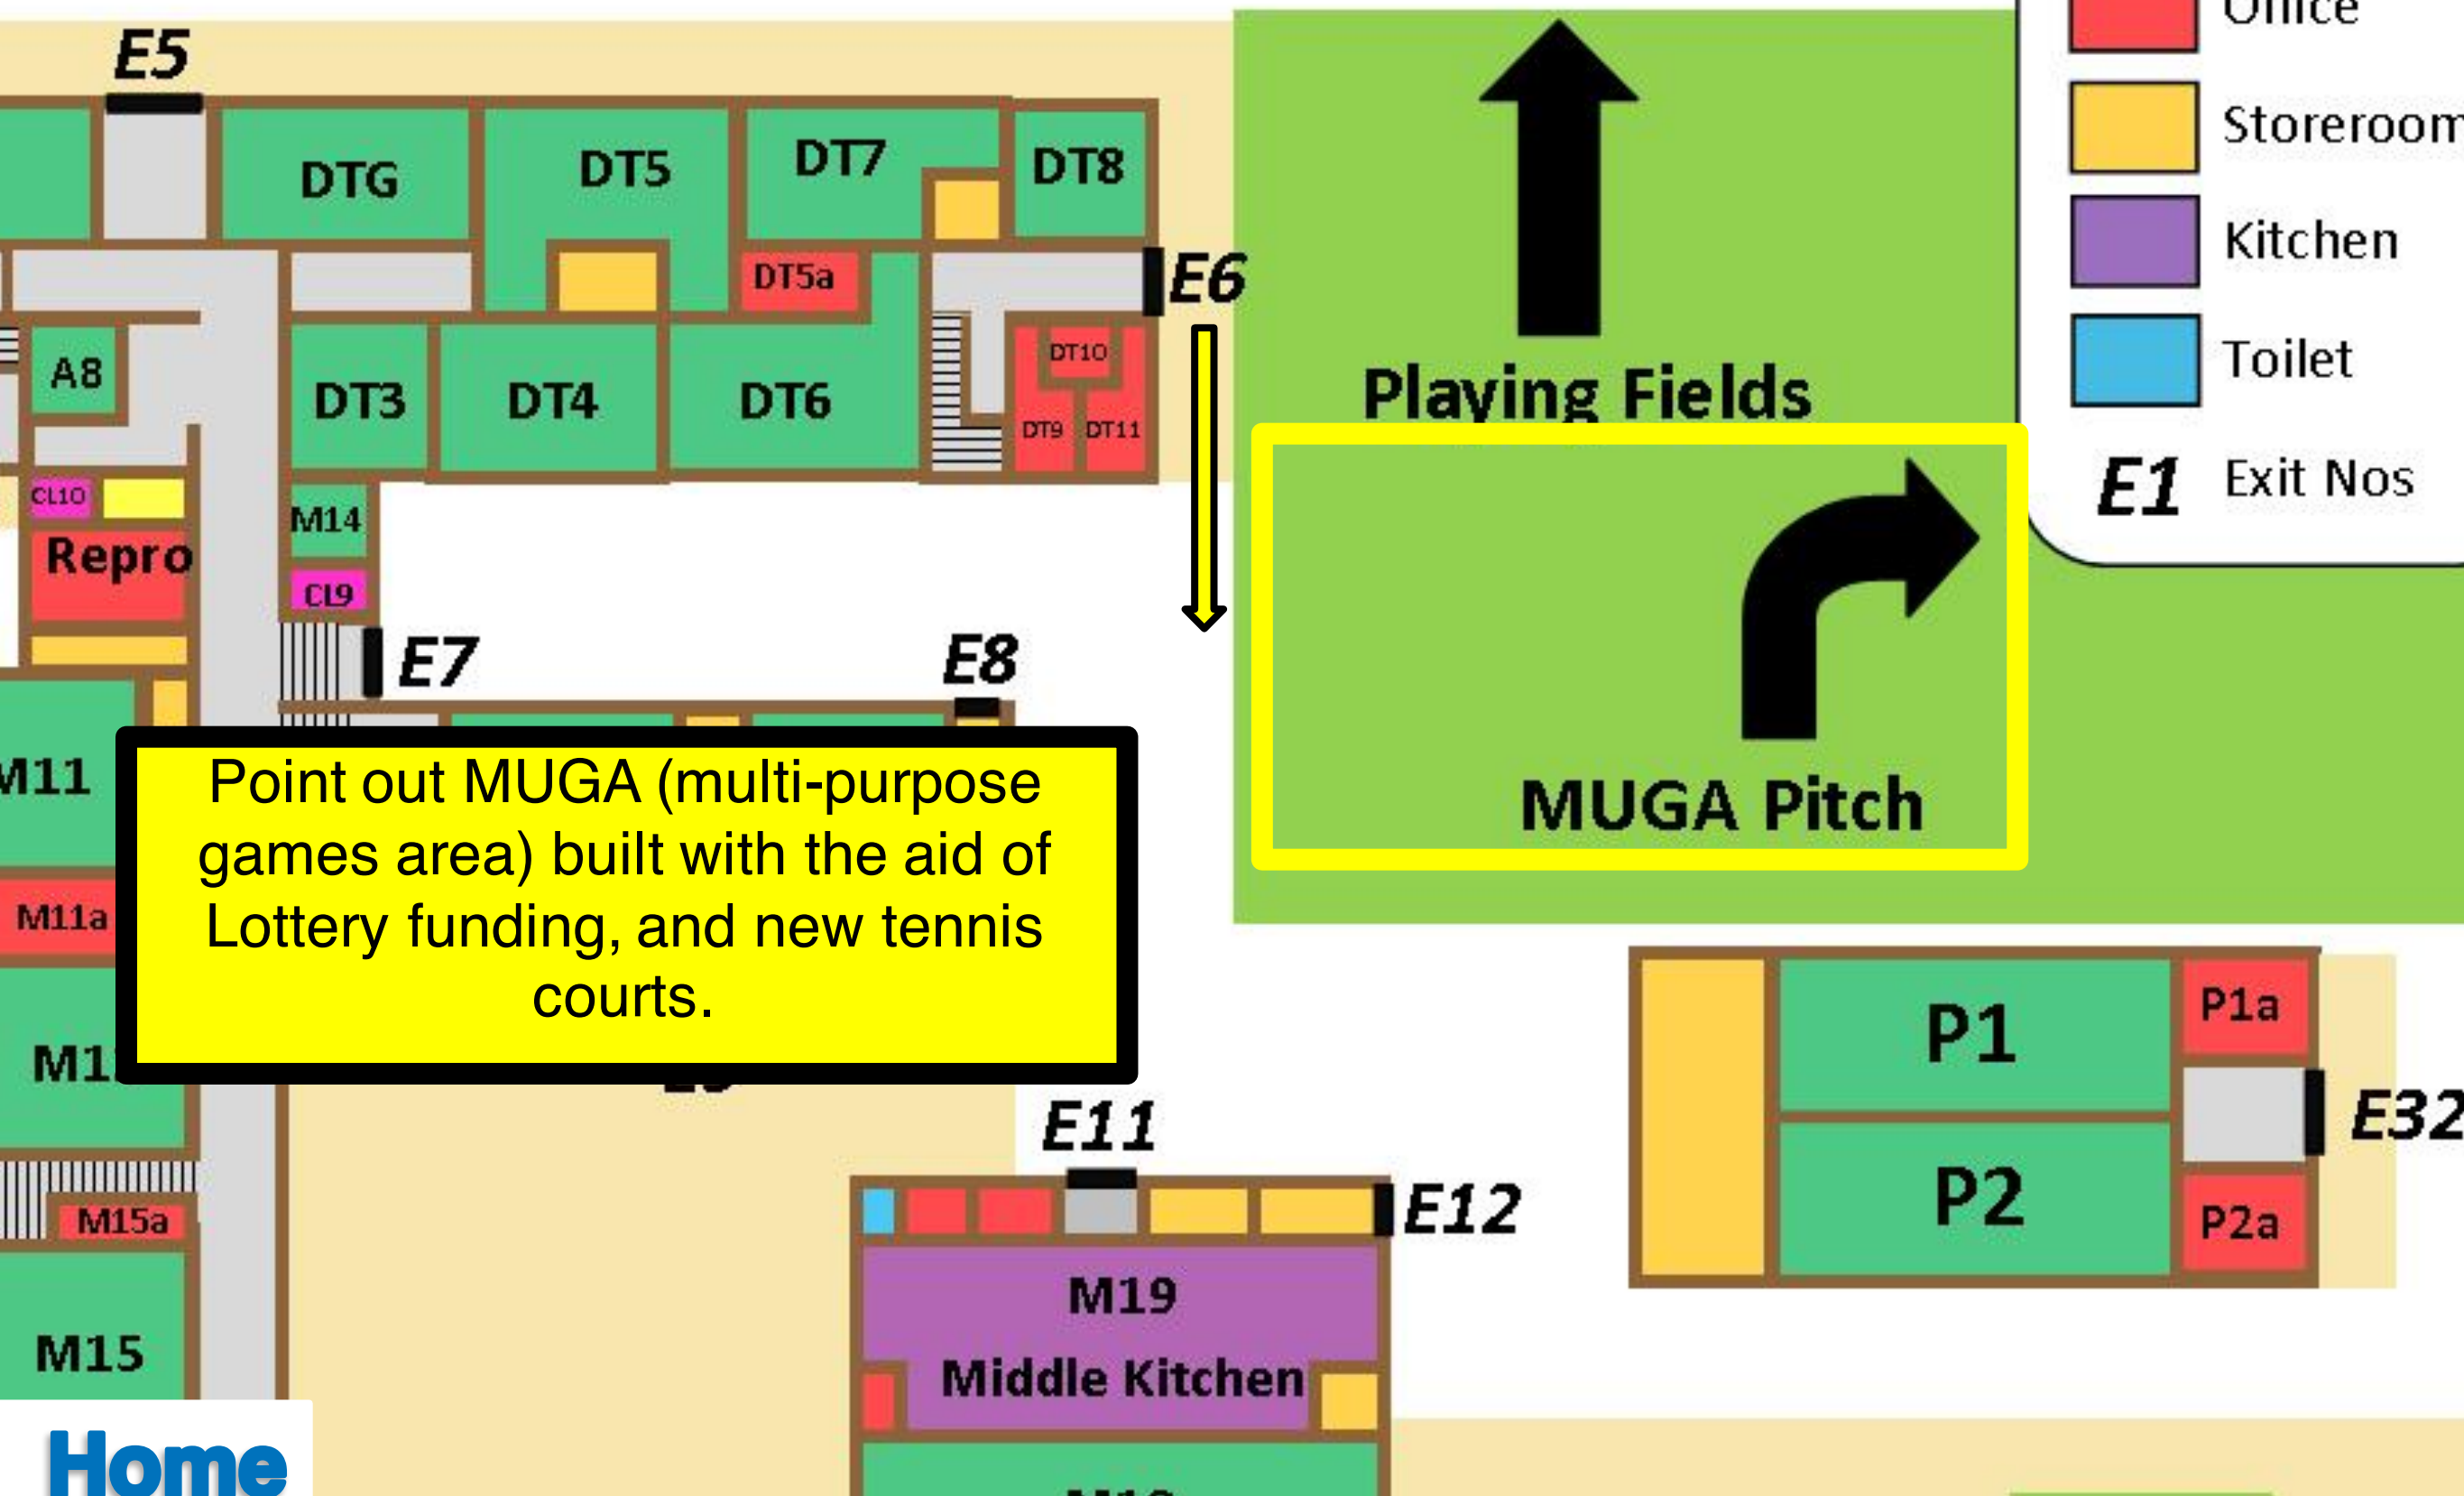 Office
E5
Storeroom
DTG
DT5
DT7
DT8
Kitchen
DT5a
E6
Toilet
A8
DT3
DT4
DT6
DT10
DT9
DT11
Playing Fields
E1 Exit Nos
CL10
M14
Repro
CL9
E7
E8
M11
Point out MUGA (multi-purpose
games area) built with the aid of
Lottery funding, and new tennis
courts.
MUGA Pitch
M11a
P1
P1a
E11
E32
M15a
E12
P2
P2a
M19
Middle Kitchen
M15
Home